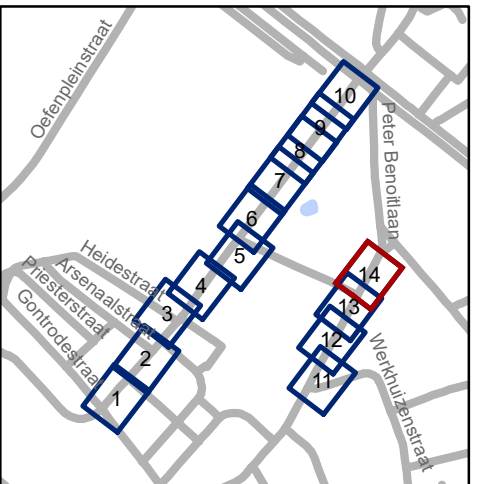 Oefenpleinstraat
Peter Benoitlaan
10
9
8
7
6
5
4
3
2
1
14
13
12
11
Heidestraat
Arsenaalstraat
Priesterstraat
Gontrodestraat
Werkhuizenstraat